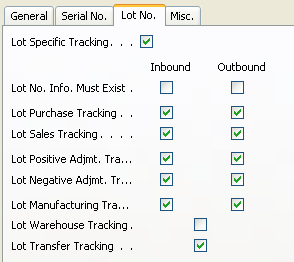 General Serial No. Lot No. Misc.
Lot Specific Tracking. . . .
Inbound Outbound
Lot No. Info. Must Exist .
Lot Purchase Tracking . .
Lot Sales Tracking . . . .
Lot Positive Adjmt. Tra...
Lot Negative Adjmt. Tr...
Lot Manufacturing Tra...
Lot Warehouse Tracking .
Lot Transfer Tracking . .